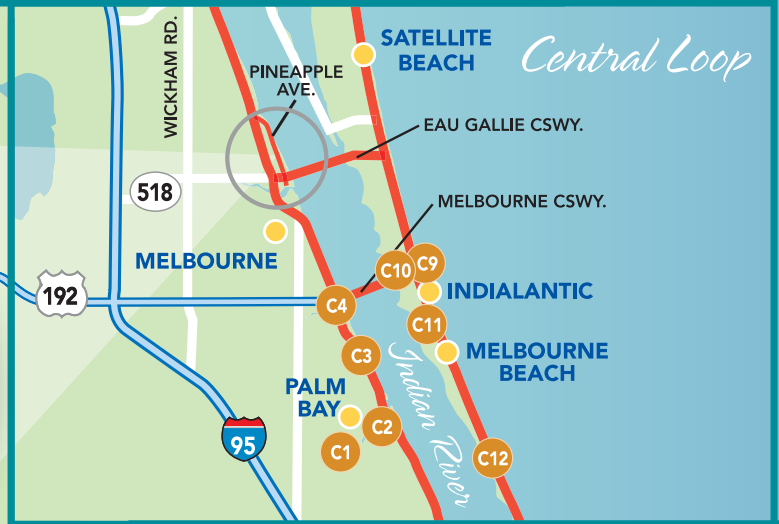 Central Loop
SATELLITE
BEACH
WICKHAM RD.
PINEAPPLE
AVE.
EAU GALLIE CSWY.
518
MELBOURNE CSWY.
MELBOURNE
C10
C9
192
INDIALANTIC
C4
C11
C3
MELBOURNE
BEACH
Indian River
PALM
BAY
C2
95
C1
C12